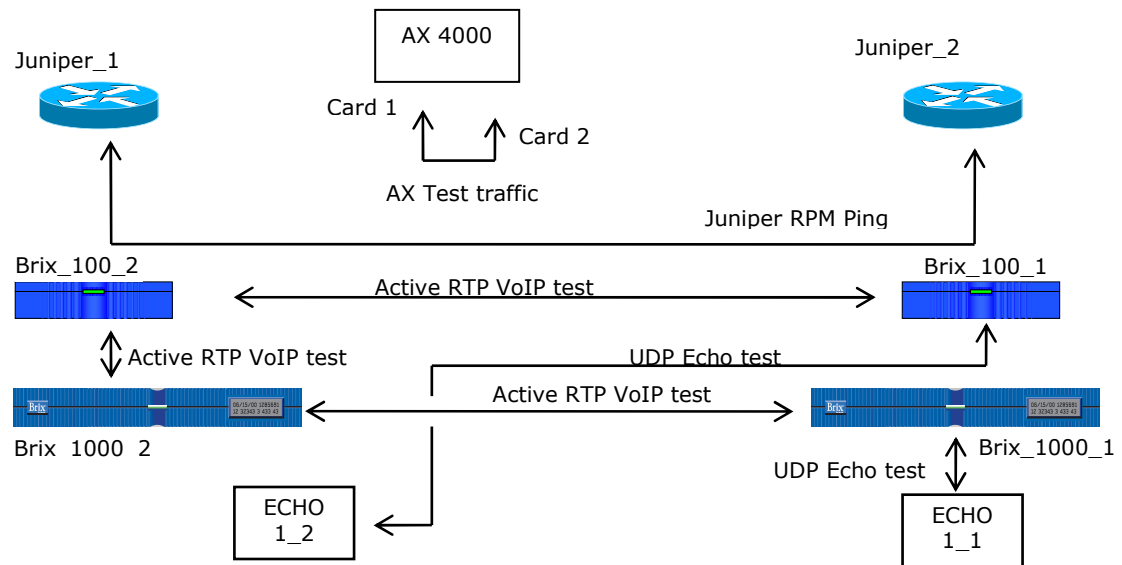 AX 4000
Juniper_1
Juniper_2
Card 1
Card 2
AX Test traffic
Juniper RPM Ping
Brix_100_2
Brix_100_1
Active RTP VoIP test
Active RTP VoIP test
UDP Echo test
Active RTP VoIP test
Brix
Brix
Brix 1000 2
Brix_1000_1
UDP Echo test
ECHO
1_2
ECHO
1_1